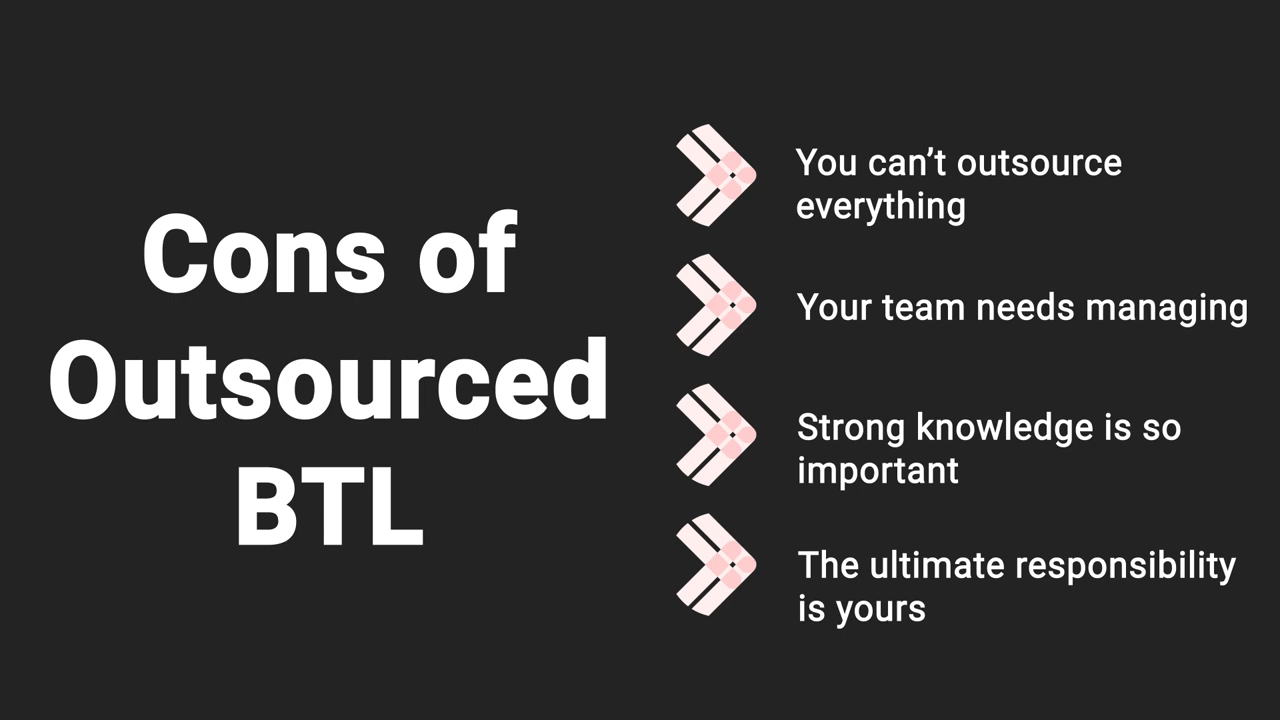 Cons of
Outsourced
BTL
You can’t outsource
everything
Your team needs managing
Strong knowledge is so
important
The ultimate responsibility
is yours